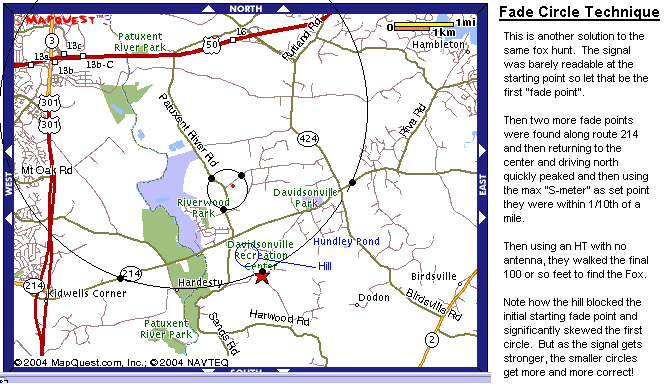 NORTH
MAPQUEST™
Fade Circle Technique
This is another solution to the
same fox hunt. The signal
was barely readable at the
starting point so let that be the
first "fade point".
Then two more fade points
were found along route 214
and then returning to the
center and driving north
quickly peaked and then using
the max "S-meter" as set point
they were within 1/10th of a
mile.
Then using an HT with no
antenna, they walked the final
100 or so feet to find the Fox.
Note how the hill blocked the
initial starting fade point and
significantly skewed the first
circle. But as the signal gets
stronger, the smaller circles
get more and more correct!
3
13c
13a
13b
13b-C
Patuxent
River Park
50
16
Rutland Rd
0
1mi
1km
Hambleton
301
301
Patuxent River Rd
424
Riva Rd
Mt Oak Rd
WEST
EAST
Riverwood
Park
Davidsonville
Park
Davidsonville
Recreation
Center
Hundley Pond
Hill
214
214
Kidwells Corner
Hardesty
Birdsville
Dodon
Birdsville Rd
Patuxent
River Park
Sands Rd
Harwood Rd
2
©2004 MapQuest.com, Inc.; ©2004 NAVTEQ
SOUTH